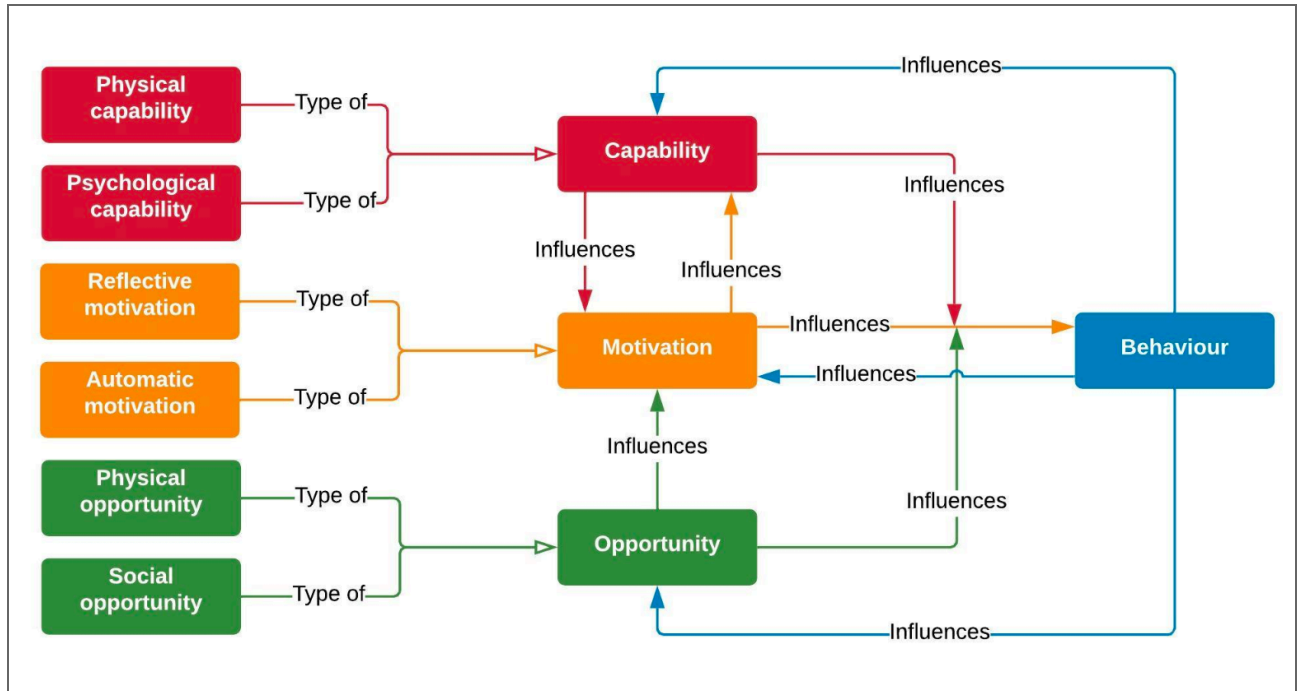 Influences
Physical
capability
Type of
Capability
Influences
Psychological
capability
Type of
Influences
Influences
Reflective
motivation
Type of
Motivation
Influences
Behaviour
Influences
Automatic
motivation
Type of
Influences
Physical
opportunity
Type of
Influences
Opportunity
Social
opportunity
Type of
Influences